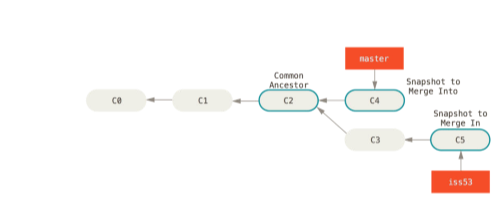 master
Common
Ancestor
Snapshot to
Merge Into
C0
C1
C2
C4
Snapshot to
Merge In
C3
C5
iss53